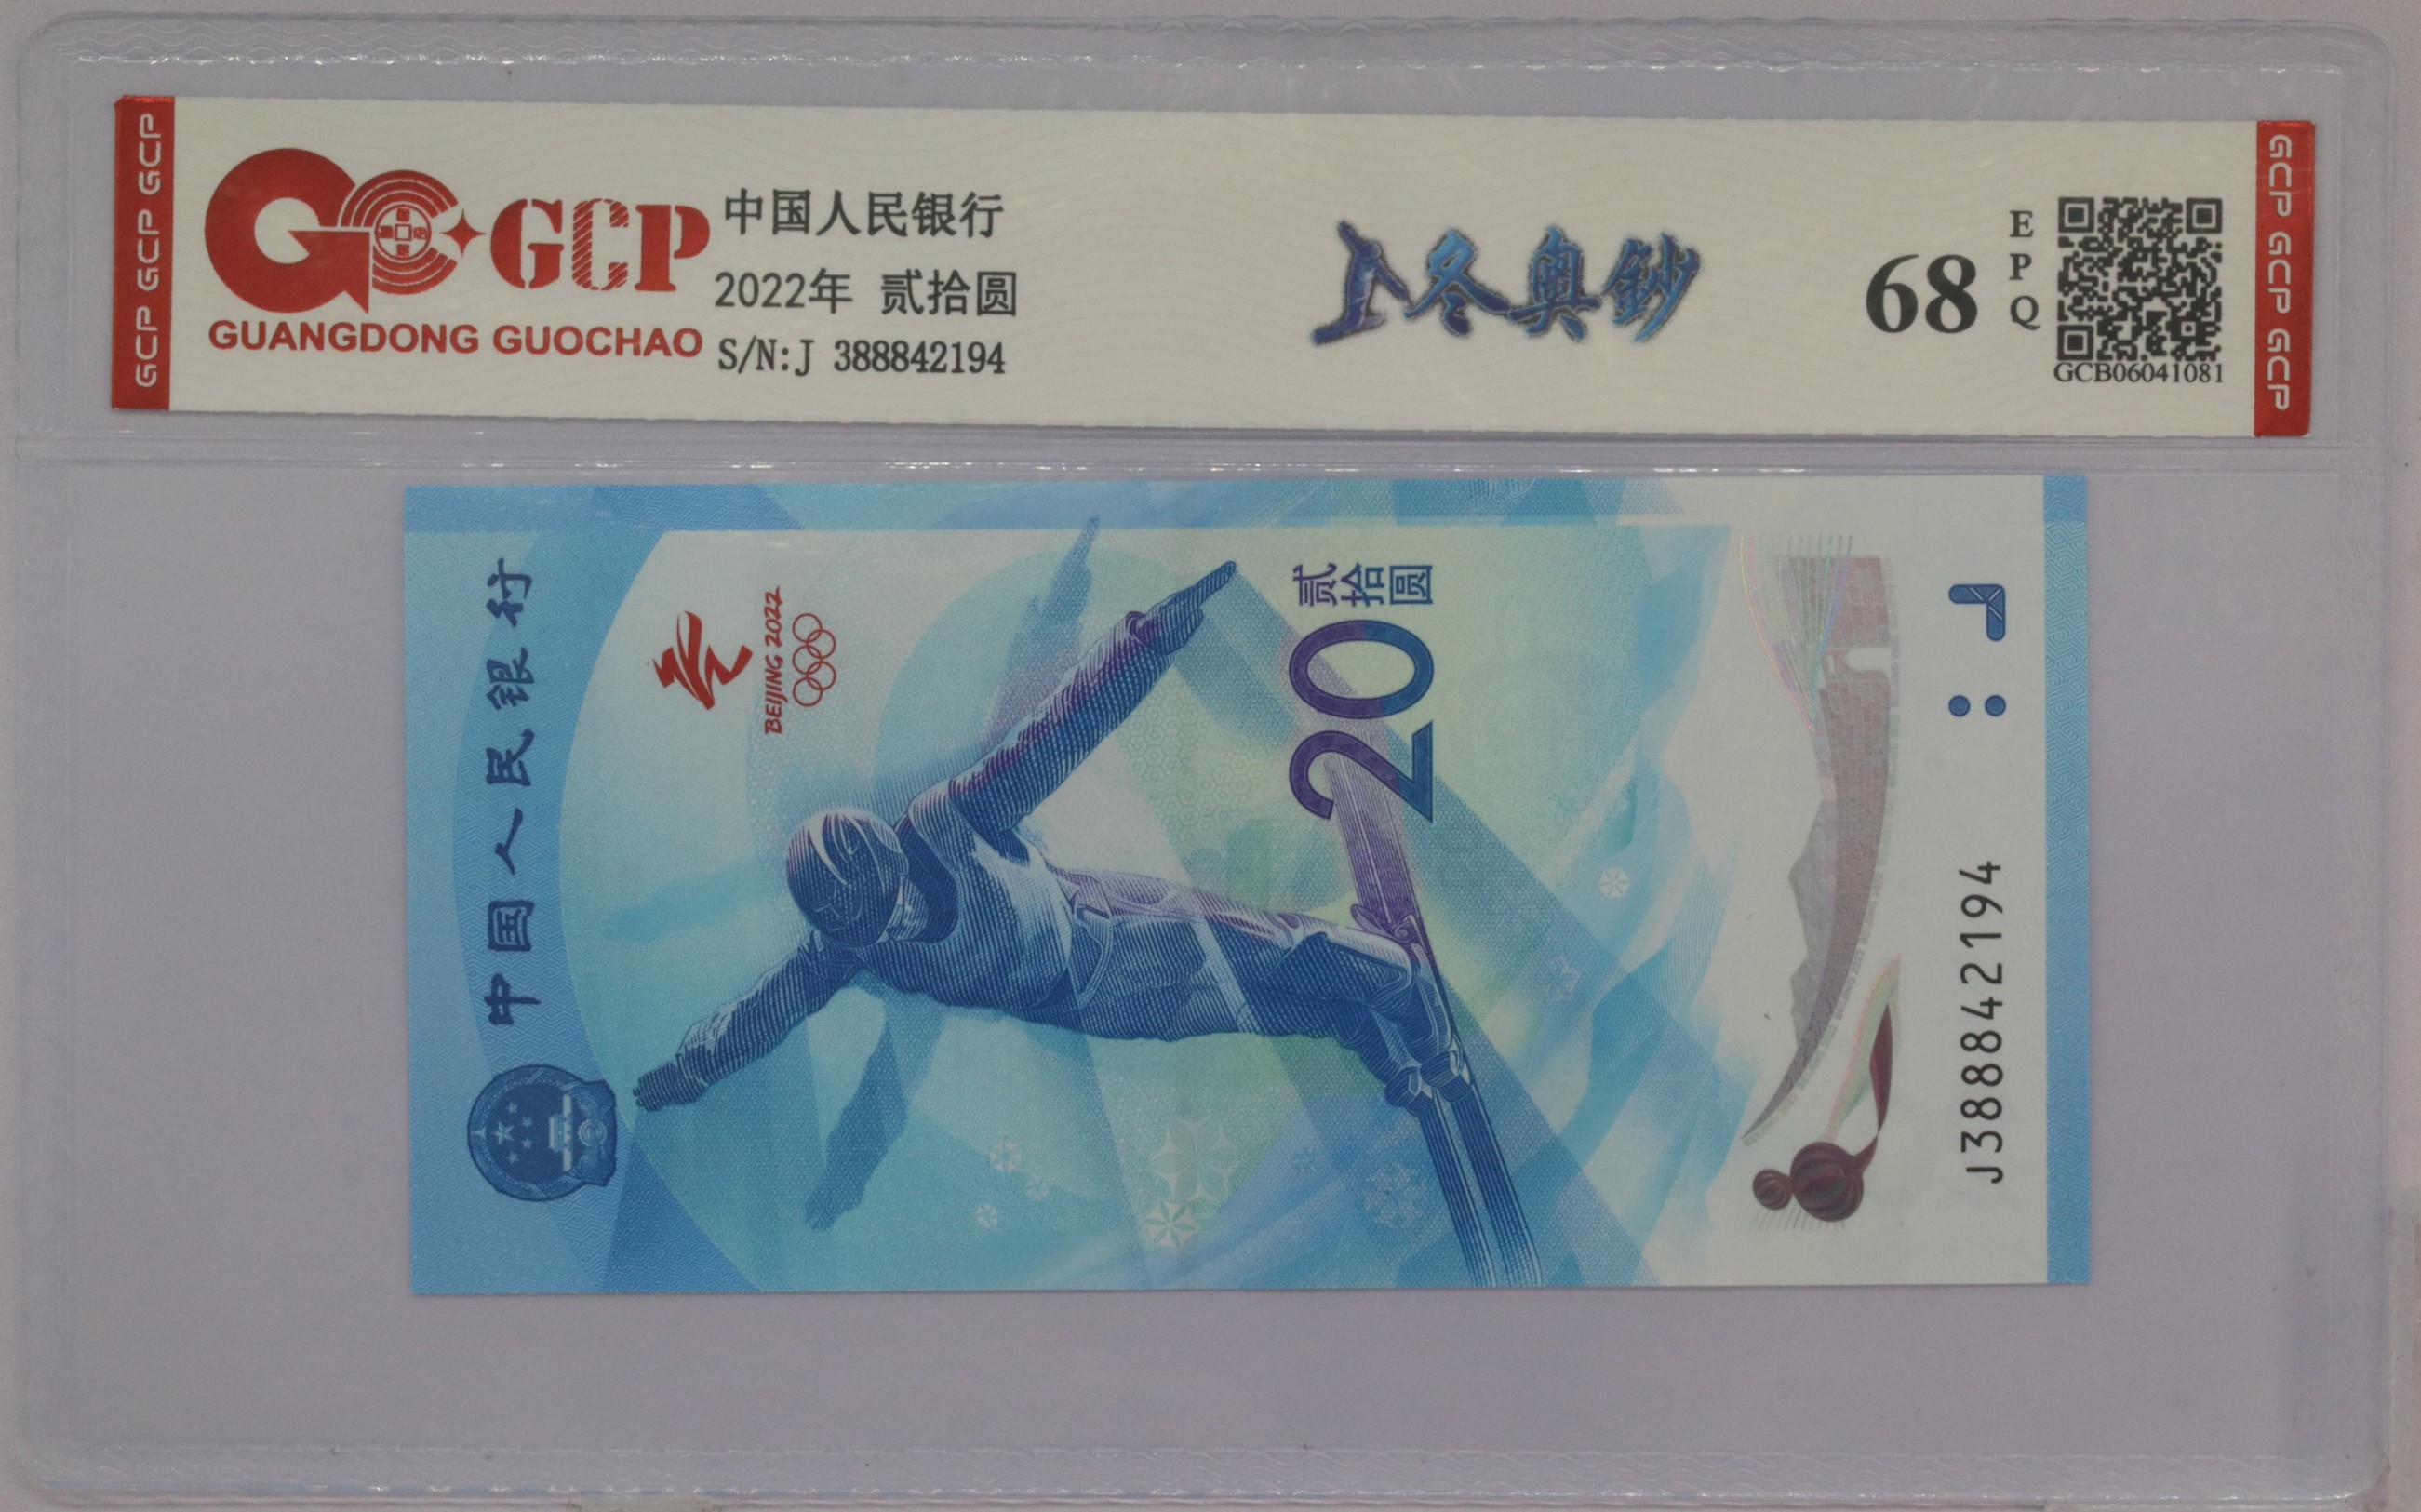 GCP GCP GCP
GCP
GUANGDONG GUOCHAO
中国人民银行
2022年 贰拾圆
S/N:J 388842194
冬奥鈔
68
EPQ
GCB06041081
GCP GCP GCP
中国人民银行
BEIJING 2022
贰拾圆
20
J388842194